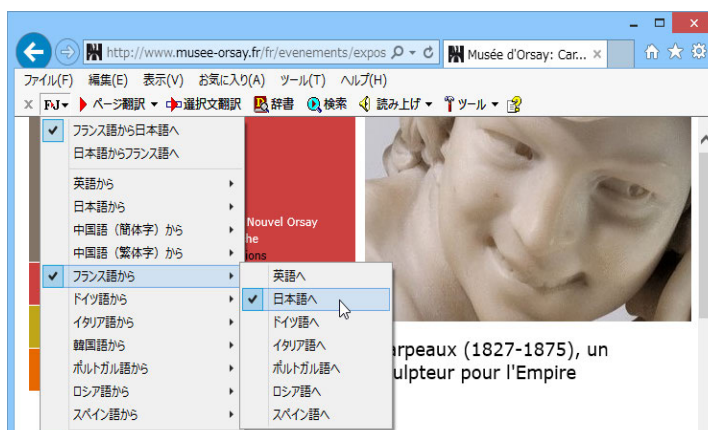 http://www.musee-orsay.fr/fr/evenements/expos
Musée d'Orsay: Car...
ファイル(F) 編集(E) 表示(V) お気に入り(A) ツール(T) ヘルプ(H)
x FJ ページ翻訳 選択文翻訳 辞書 検索 読み上げ ツール
フランス語から日本語へ
日本語からフランス語へ
英語から
日本語から
中国語（簡体字）から
中国語（繁体字）から
フランス語から
ドイツ語から
イタリア語から
韓国語から
ポルトガル語から
ロシア語から
スペイン語から
英語へ
日本語へ
ドイツ語へ
イタリア語へ
ポルトガル語へ
ロシア語へ
スペイン語へ
Nouvel Orsay
he
ions
arpeaux (1827-1875), un
ulpteur pour l'Empire